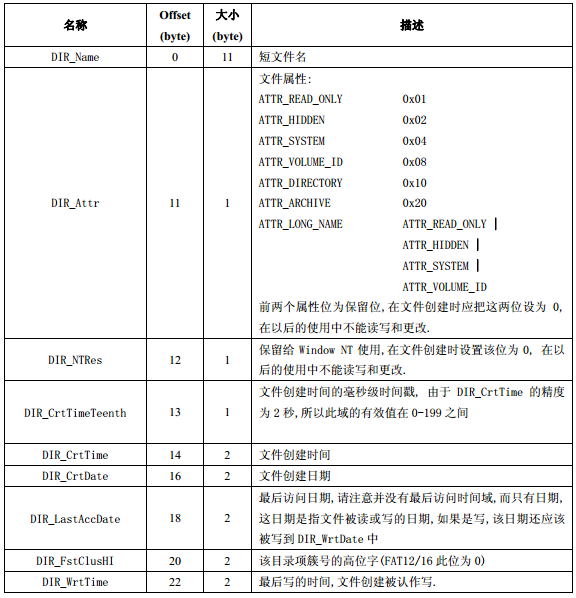 名称 Offset (byte) 大小 (byte) 描述
DIR_Name 0 11 短文件名
DIR_Attr 11 1 文件属性:
ATTR_READ_ONLY 0x01
ATTR_HIDDEN 0x02
ATTR_SYSTEM 0x04
ATTR_VOLUME_ID 0x08
ATTR_DIRECTORY 0x10
ATTR_ARCHIVE 0x20
ATTR_LONG_NAME ATTR_READ_ONLY |
ATTR_HIDDEN |
ATTR_SYSTEM |
ATTR_VOLUME_ID
前两个属性位为保留位,在文件创建时应把这两位设为 0,
在以后的使用中不能读写和更改.
DIR_NTRes 12 1 保留给 Window NT 使用,在文件创建时设置该位为 0, 在以
后的使用中不能读写和更改.
DIR_CrtTimeTeenth 13 1 文件创建时间的毫秒级时间戳, 由于 DIR_CrtTime 的精度
为 2 秒,所以此域的有效值在 0-199 之间
DIR_CrtTime 14 2 文件创建时间
DIR_CrtDate 16 2 文件创建日期
DIR_LastAccDate 18 2 最后访问日期,请注意并没有最后访问时间域,而只有日期,
这日期是指文件被读或写的日期,如果是写,该日期还应该
被写到 DIR_WrtDate 中
DIR_FstClusHI 20 2 该目录项簇号的高位字(FAT12/16 此位为 0)
DIR_WrtTime 22 2 最后写的时间,文件创建被认作写.